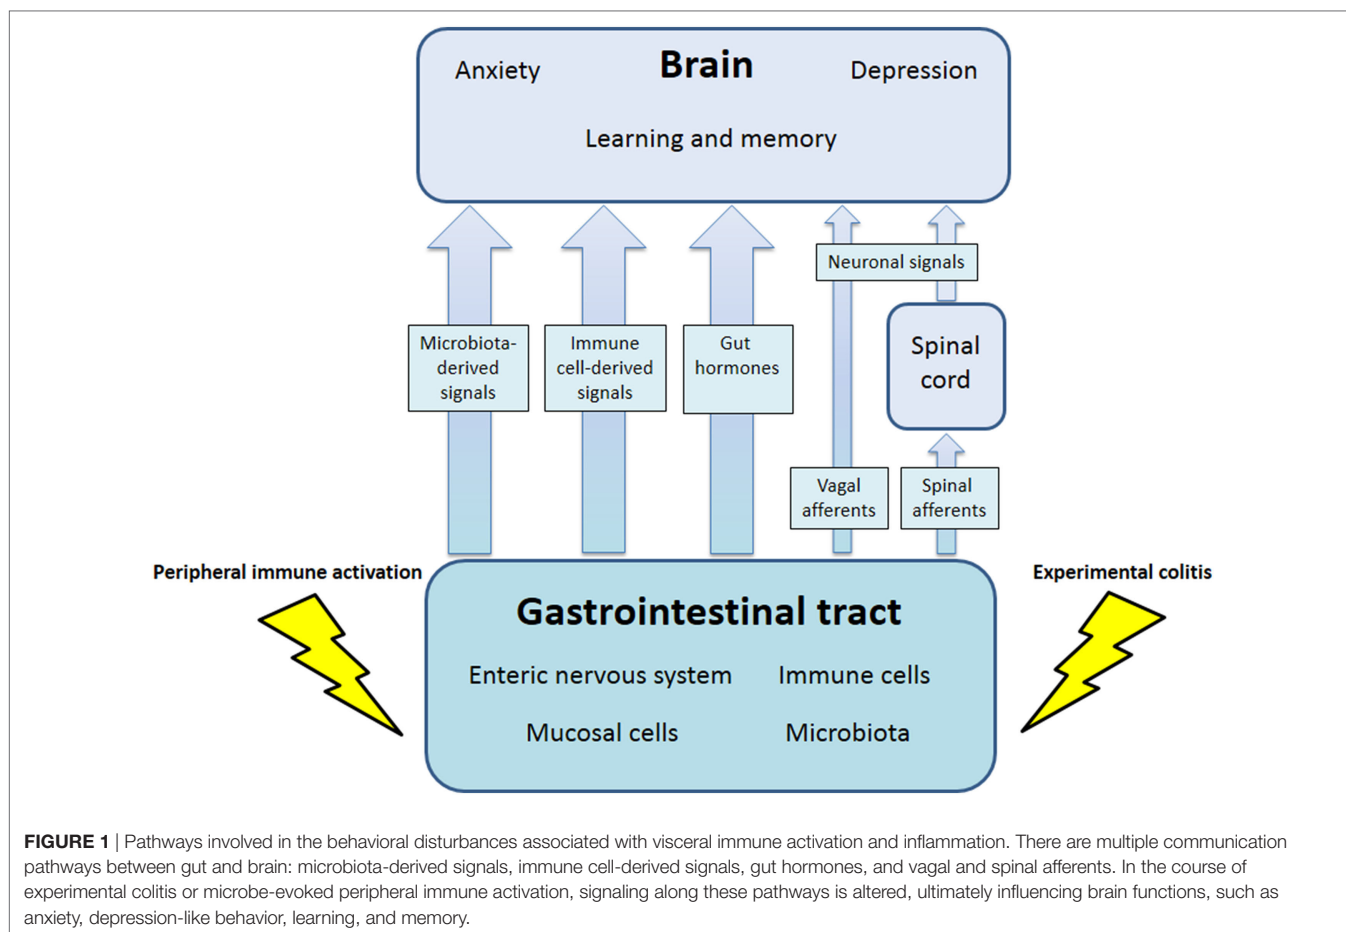 Brain
Anxiety
Depression
Learning and memory
Neuronal signals
Microbiota-
derived
signals
Immune
cell-derived
signals
Gut
hormones
Spinal
cord
Vagal
afferents
Spinal
afferents
Peripheral immune activation
Experimental colitis
Gastrointestinal tract
Enteric nervous system
Immune cells
Mucosal cells
Microbiota
FIGURE 1 | Pathways involved in the behavioral disturbances associated with visceral immune activation and inflammation. There are multiple communication
pathways between gut and brain: microbiota-derived signals, immune cell-derived signals, gut hormones, and vagal and spinal afferents. In the course of
experimental colitis or microbe-evoked peripheral immune activation, signaling along these pathways is altered, ultimately influencing brain functions, such as
anxiety, depression-like behavior, learning, and memory.